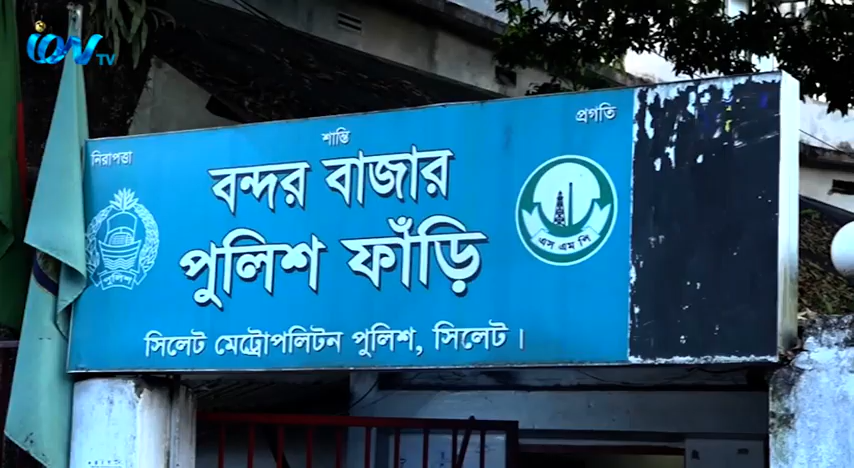 ION TV
শান্তি
প্রগতি
নিরাপত্তা
বন্দর বাজার
পুলিশ ফাঁড়ি
পুলিশ
এস এম পি
সিলেট মেট্রোপলিটন পুলিশ, সিলেট।